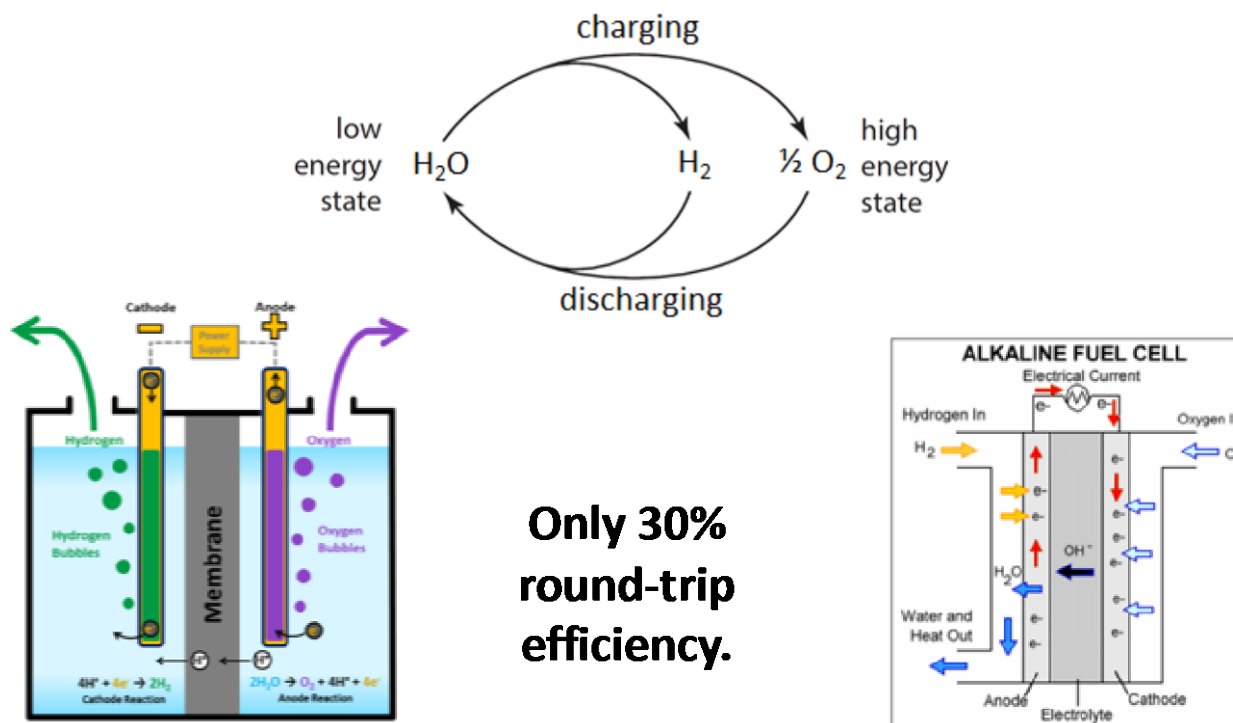 charging
low
energy
state
H₂O
H₂
½ O₂
high
energy
state
discharging
Cathode
Anode
Power
Supply
Hydrogen
Oxygen
Hydrogen
Bubbles
Oxygen
Bubbles
Membrane
H⁺
H⁺
4H⁺ + 4e⁻ → 2H₂
Cathode Reaction
2H₂O → O₂ + 4H⁺ + 4e⁻
Anode Reaction
Only 30%
round-trip
efficiency.
ALKALINE FUEL CELL
Electrical Current
e-
e-
Hydrogen In
Oxygen I
H₂
O
e-
e-
e-
e-
e-
e-
e-
e-
e-
e-
OH⁻
H₂O
Water and
Heat Out
Anode
Electrolyte
Cathode